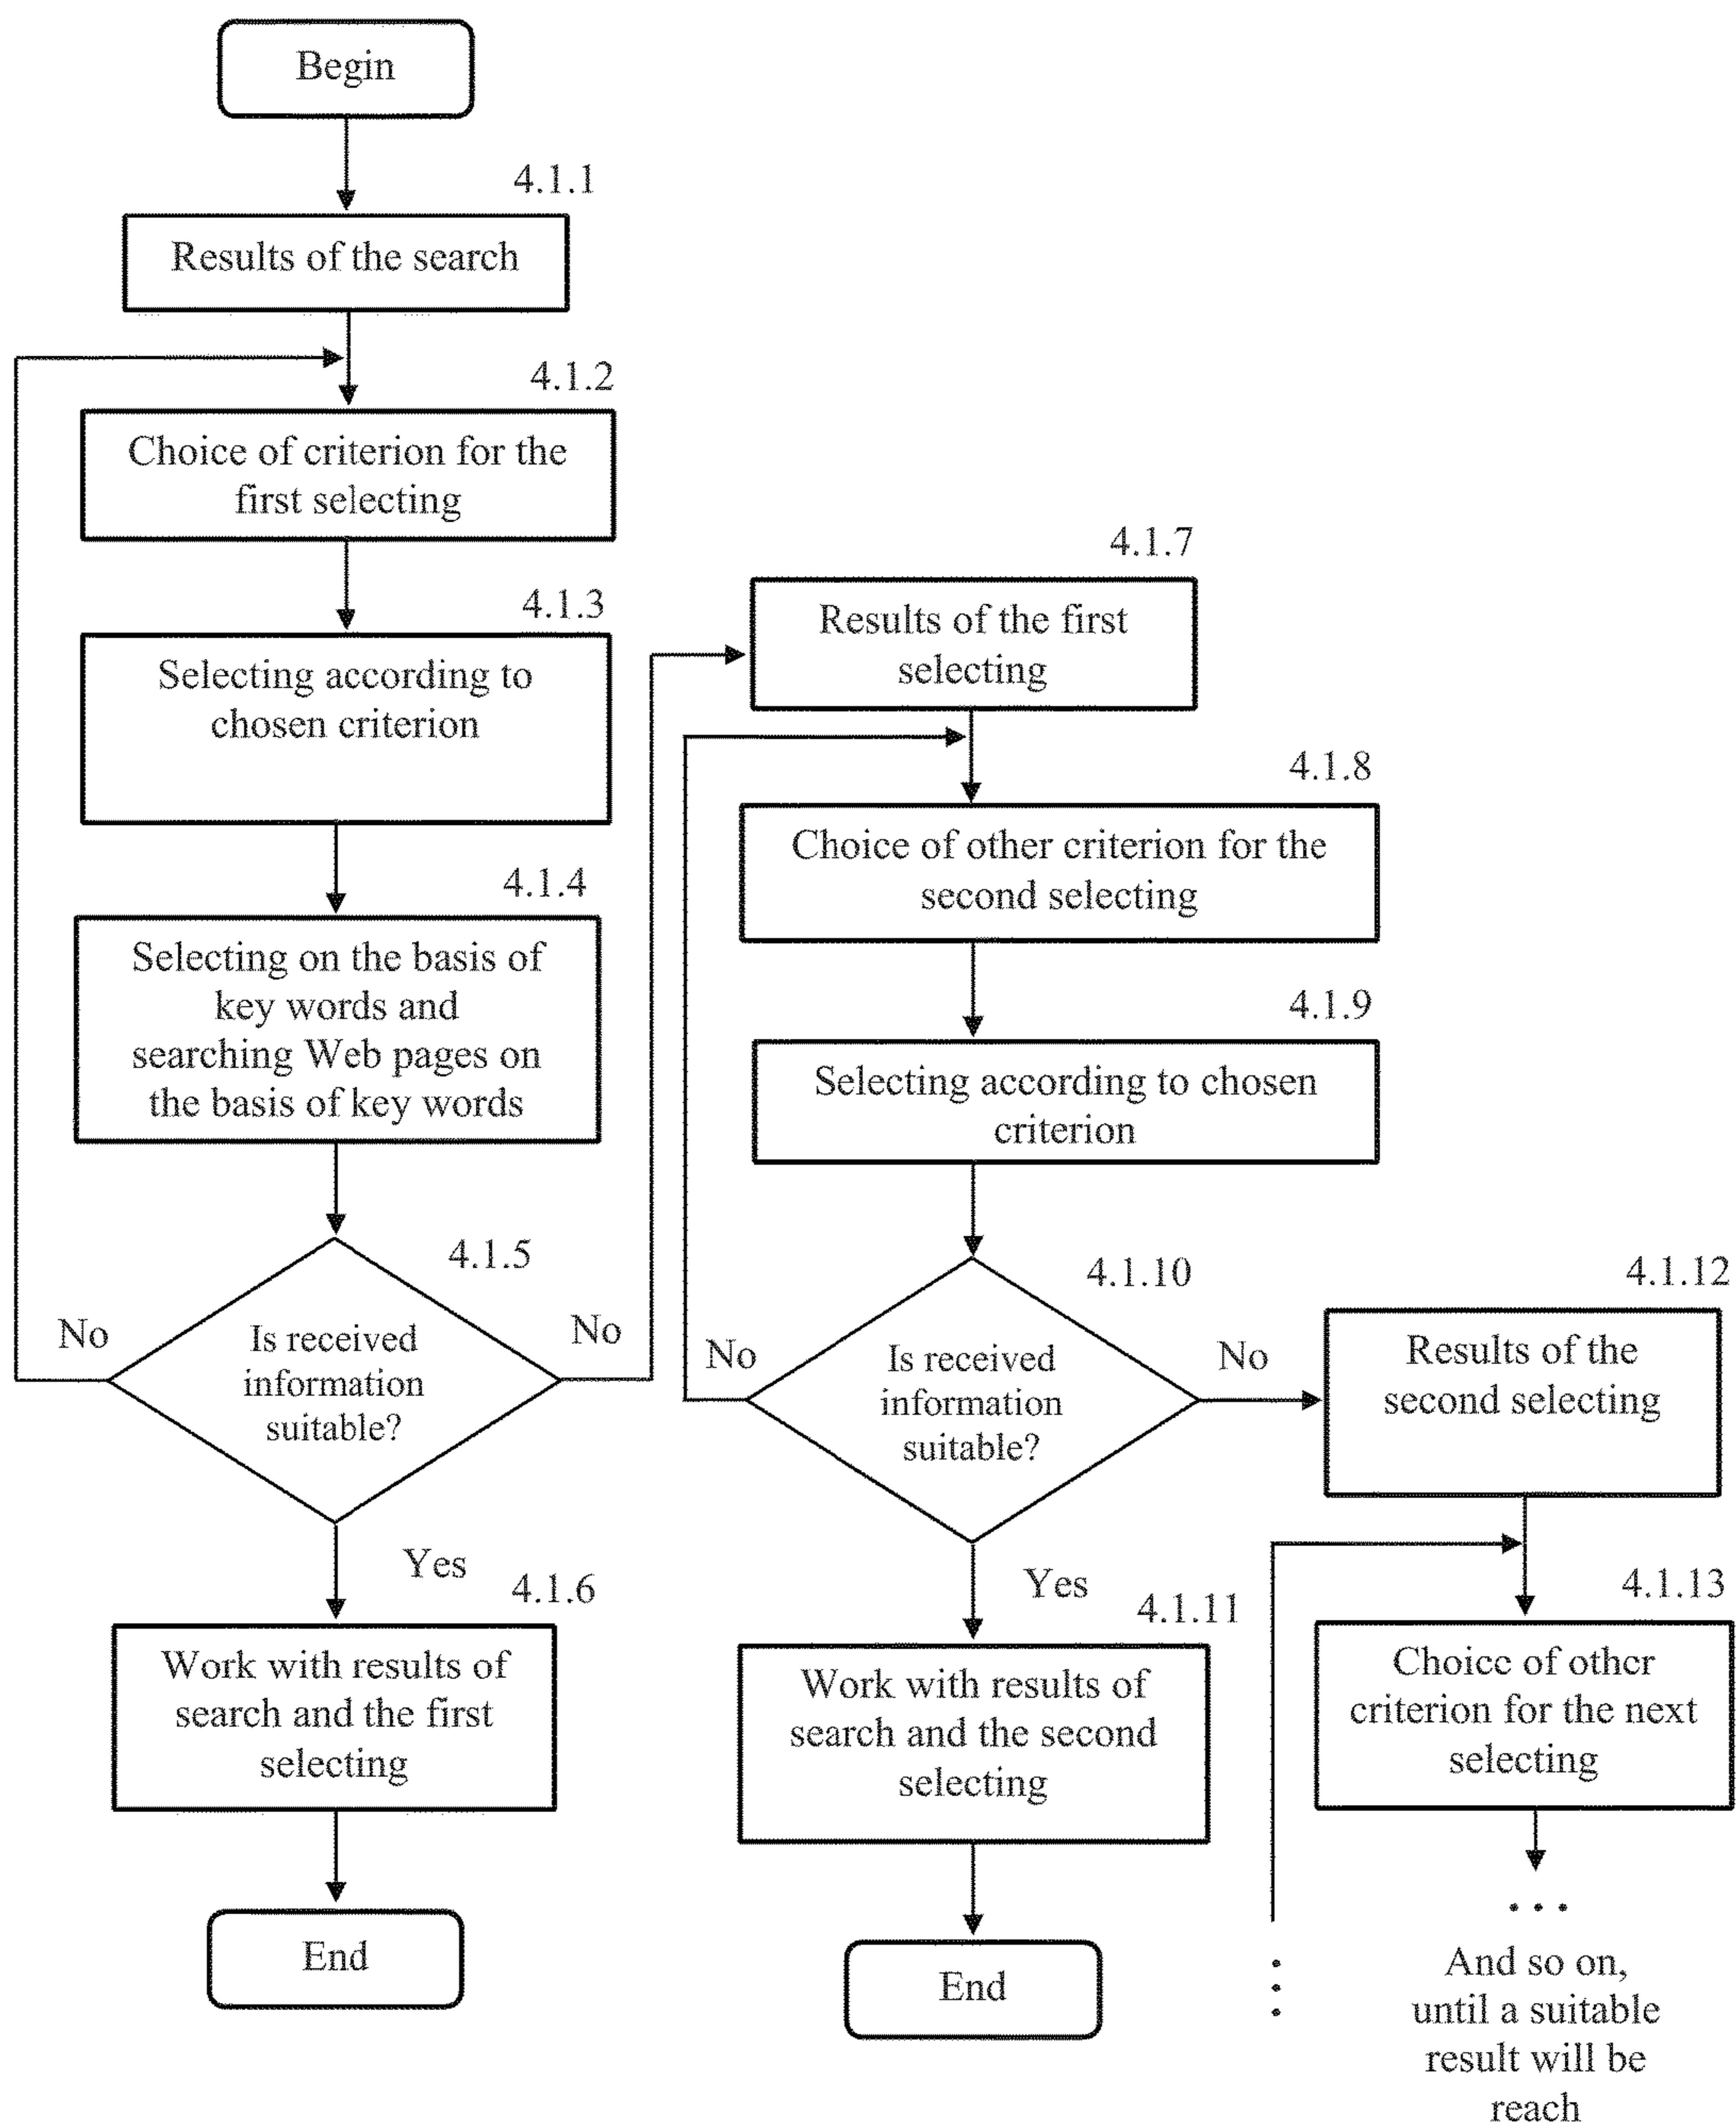 Begin
4.1.1
Results of the search
4.1.2
Choice of criterion for the
first selecting
4.1.3
Selecting according to
chosen criterion
4.1.4
Selecting on the basis of
key words and
searching Web pages on
the basis of key words
4.1.5
No
No
Is received
information
suitable?
Yes
4.1.6
Work with results of
search and the first
selecting
End
4.1.7
Results of the first
selecting
4.1.8
Choice of other criterion for the
second selecting
4.1.9
Selecting according to chosen
criterion
4.1.10
No
No
Is received
information
suitable?
Yes
4.1.11
Work with results of
search and the second
selecting
End
4.1.12
Results of the
second selecting
4.1.13
Choice of other
criterion for the next
selecting
...
And so on,
until a suitable
result will be
reach